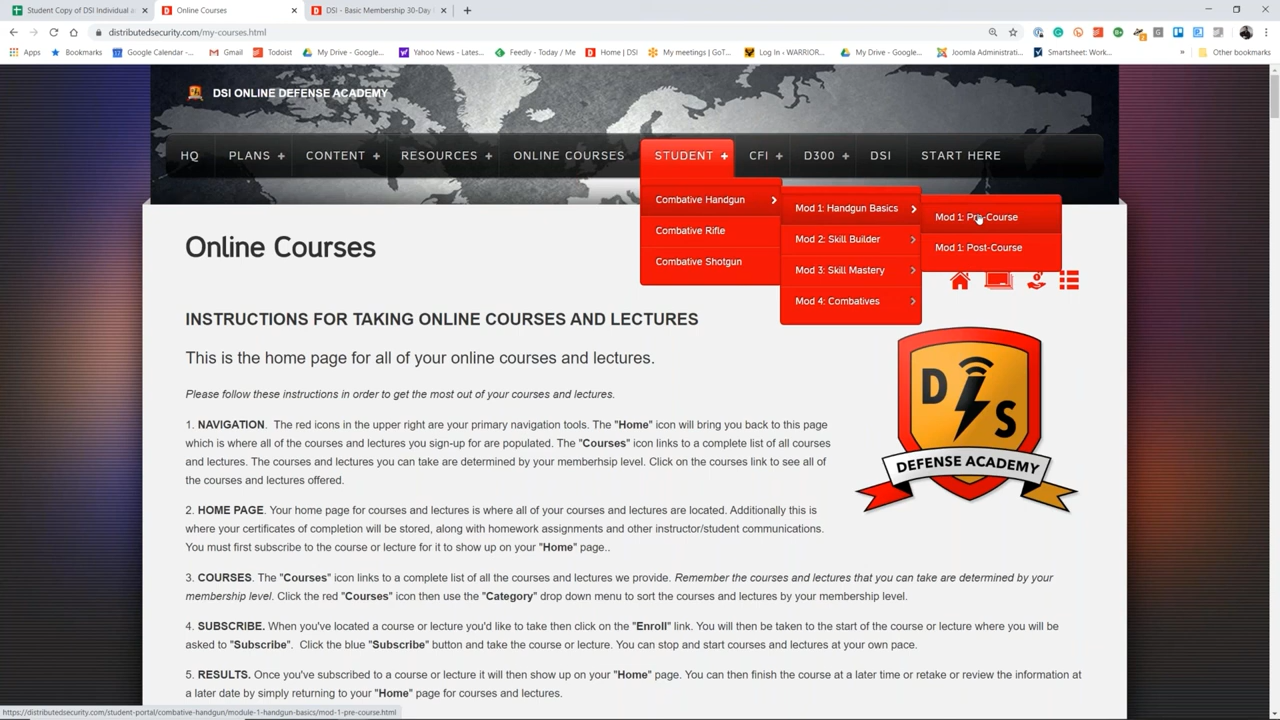 Student Copy of DSI Individual a
Online Courses
DSI - Basic Membership 30-Day
distributedsecurity.com/my-courses.html
Apps
Bookmarks
Google Calendar -...
Gmail
Todoist
My Drive - Google...
Yahoo News - Lates...
Feedly - Today / Me
Home | DSI
My meetings | GoT...
Log In - WARRIOR...
My Drive - Google...
Joomla Administrati...
Smartsheet: Work...
»
Other bookmarks
DSI ONLINE DEFENSE ACADEMY
HQ
PLANS +
CONTENT +
RESOURCES +
ONLINE COURSES
STUDENT +
CFI +
D300 +
DSI
START HERE
Combative Handgun
Combative Rifle
Combative Shotgun
Mod 1: Handgun Basics
Mod 2: Skill Builder
Mod 3: Skill Mastery
Mod 4: Combatives
Mod 1: Pre-Course
Mod 1: Post-Course
Online Courses
INSTRUCTIONS FOR TAKING ONLINE COURSES AND LECTURES
This is the home page for all of your online courses and lectures.
Please follow these instructions in order to get the most out of your courses and lectures.
D S
DEFENSE ACADEMY
1. NAVIGATION. The red icons in the upper right are your primary navigation tools. The "Home" icon will bring you back to this page
which is where all of the courses and lectures you sign-up for are populated. The "Courses" icon links to a complete list of all courses
and lectures. The courses and lectures you can take are determined by your memberhsip level. Click on the courses link to see all of
the courses and lectures offered.
2. HOME PAGE. Your home page for courses and lectures is where all of your courses and lectures are located. Additionally this is
where your certificates of completion will be stored, along with homework assignments and other instructor/student communications.
You must first subscribe to the course or lecture for it to show up on your "Home" page..
3. COURSES. The "Courses" icon links to a complete list of all the courses and lectures we provide. Remember the courses and lectures that you can take are determined by your
membership level. Click the red "Courses" icon then use the "Category" drop down menu to sort the courses and lectures by your membership level.
4. SUBSCRIBE. When you've located a course or lecture you'd like to take then click on the "Enroll" link. You will then be taken to the start of the course or lecture where you will be
asked to "Subscribe". Click the blue "Subscribe" button and take the course or lecture. You can stop and start courses and lectures at your own pace.
5. RESULTS. Once you've subscribed to a course or lecture it will then show up on your "Home" page. You can then finish the course at a later time or retake or review the information at
a later date by simply returning to your "Home" page for courses and lectures.
https://distributedsecurity.com/student-portal/combative-handgun/module-1-handgun-basics/mod-1-pre-course.html